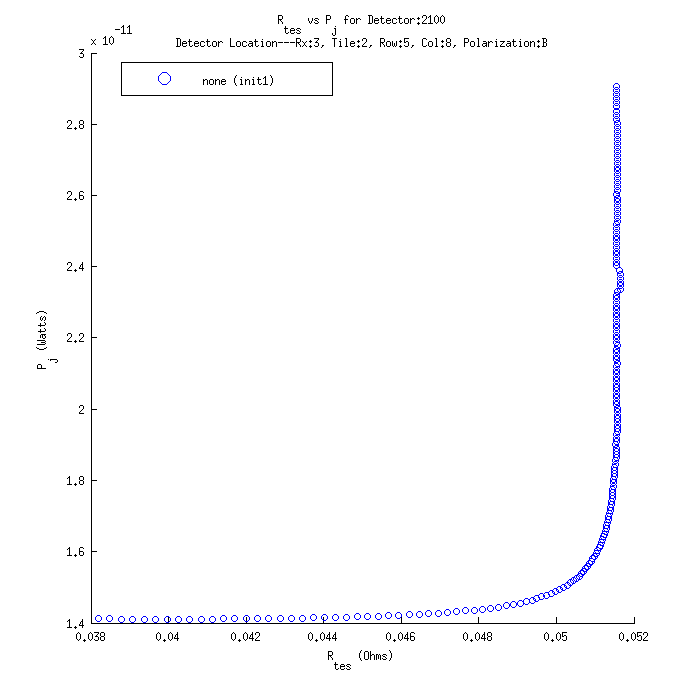 R_tes vs P_j for Detector:2100
Detector Location---Rx:3, Tile:2, Row:5, Col:8, Polarization:B
x 10^-11
none (init1)
3
2.8
2.6
2.4
2.2
2
1.8
1.6
1.4
P_j (Watts)
0.038 0.04 0.042 0.044 0.046 0.048 0.05 0.052
R_tes (Ohms)